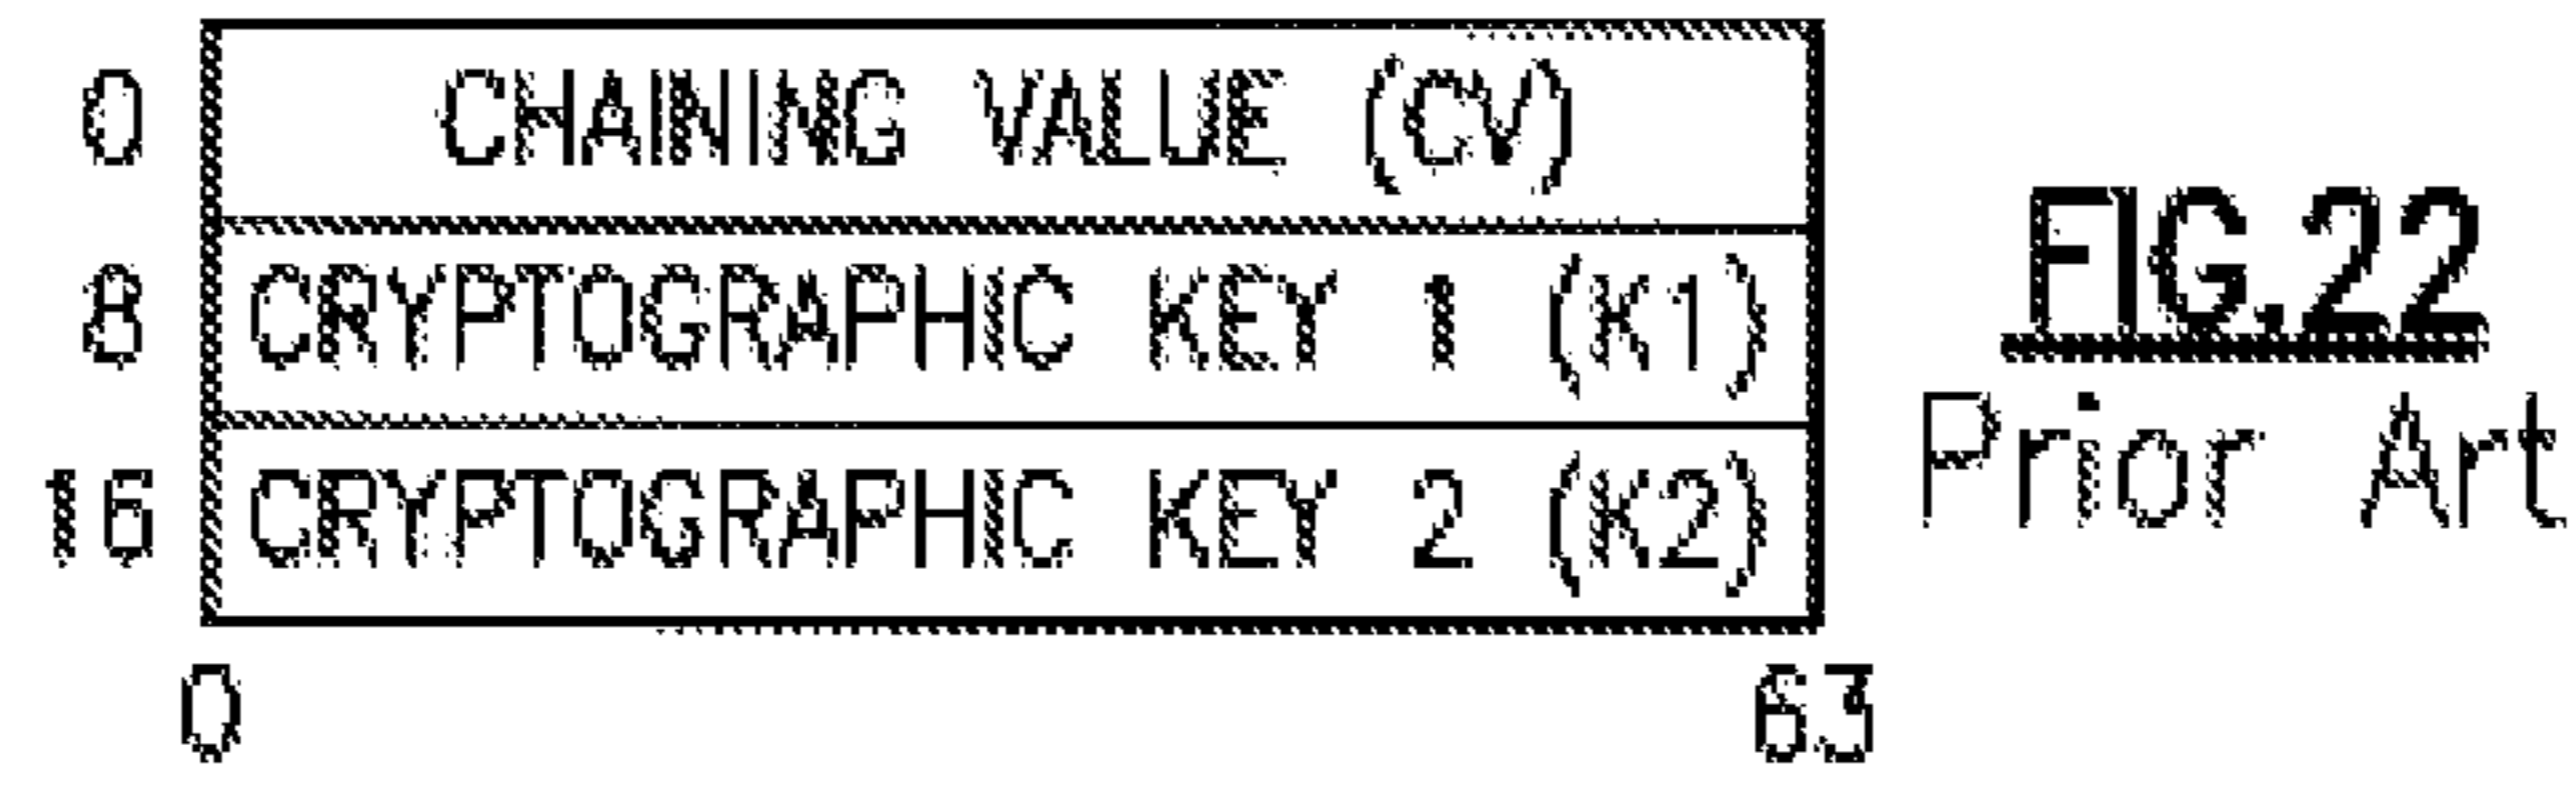 0 CHAINING VALUE (CV)
8 CRYPTOGRAPHIC KEY 1 (K1)
16 CRYPTOGRAPHIC KEY 2 (K2)
0 63
FIG.22
Prior Art